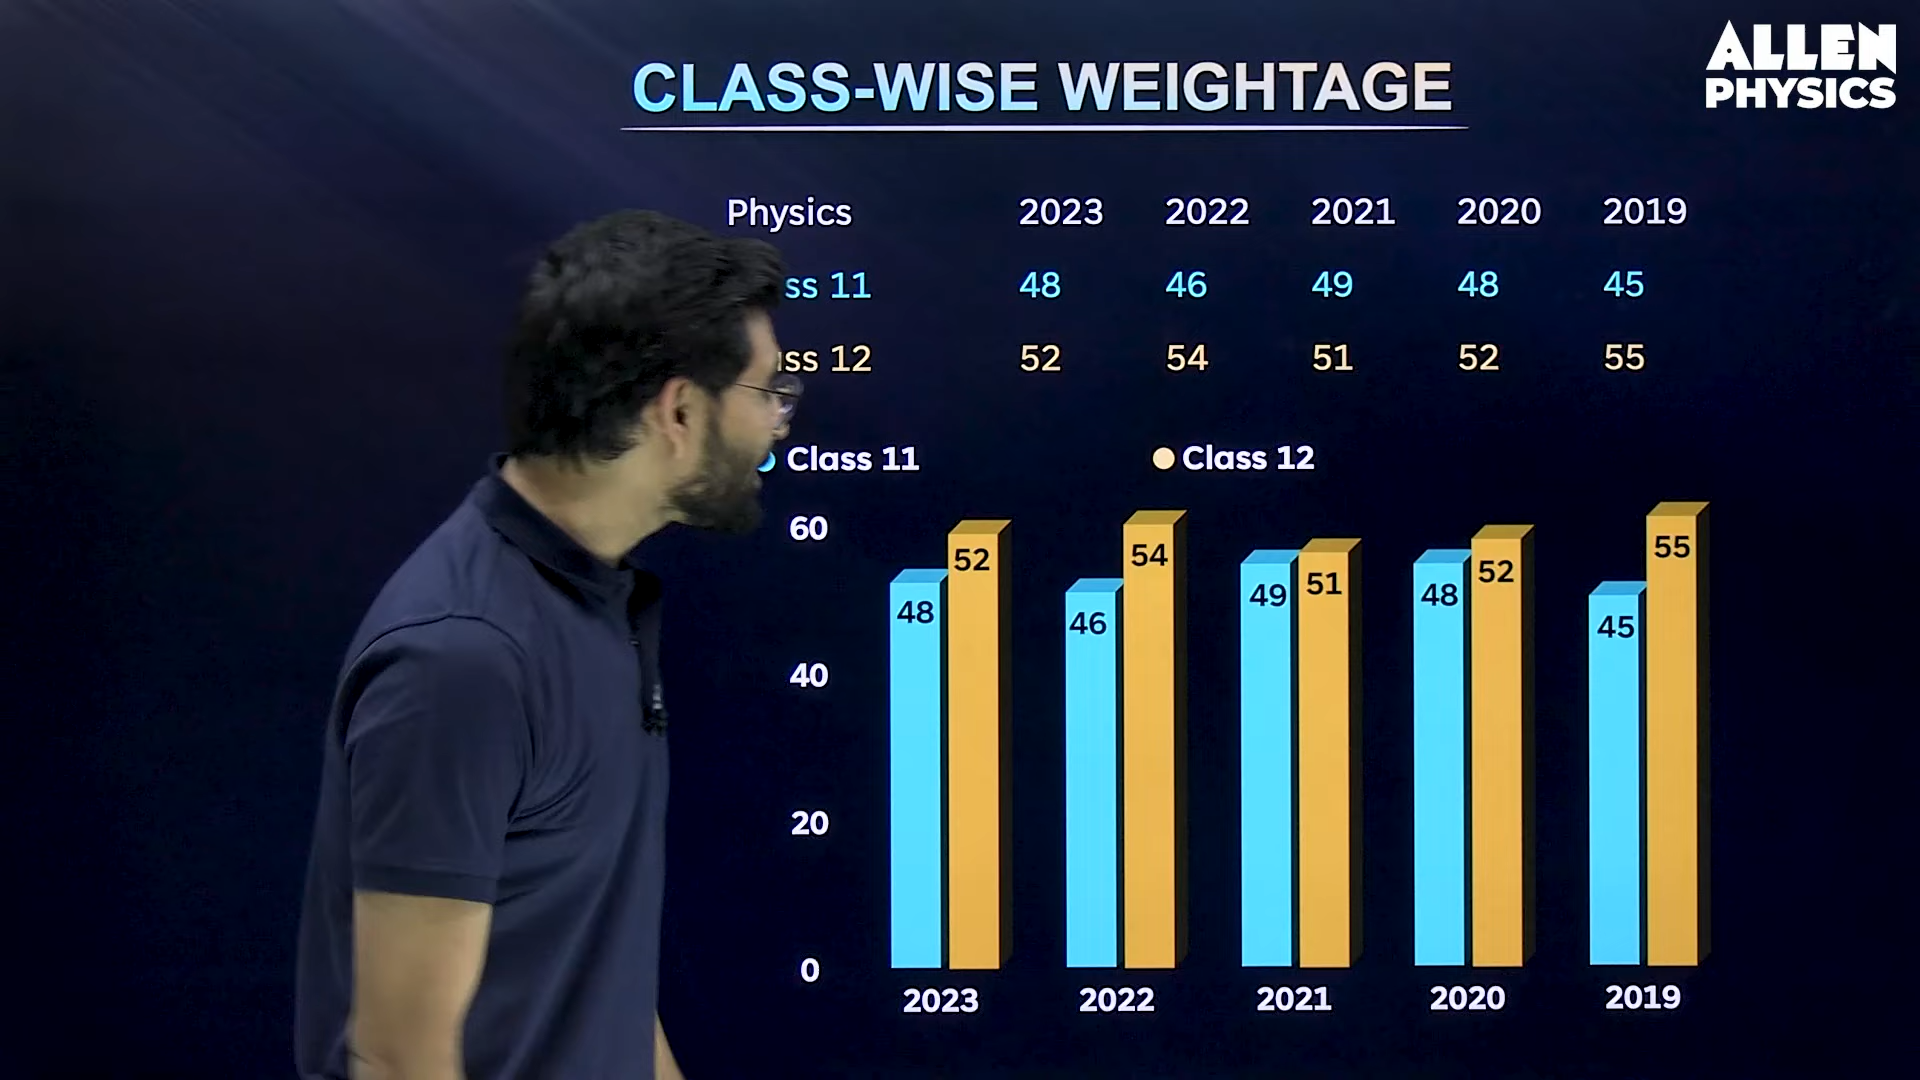 ALLEN
PHYSICS
CLASS-WISE WEIGHTAGE
Physics 2023 2022 2021 2020 2019
ss 11 48 46 49 48 45
ss 12 52 54 51 52 55
Class 11 Class 12
60
40
20
0
48 52 46 54 49 51 48 52 45 55
2023 2022 2021 2020 2019